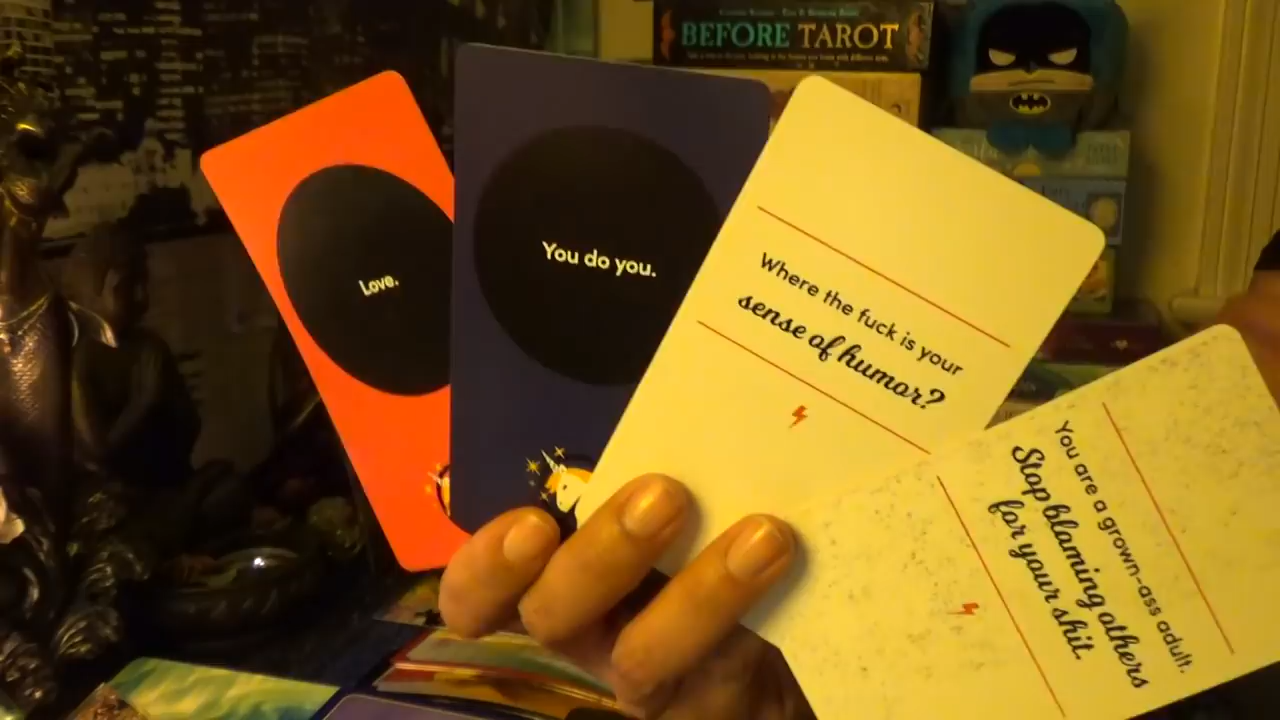 BEFORE TAROT
Love.
You do you.
Where the fuck is your
sense of humor?
You are a grown-ass adult.
Stop blaming others
for your shit.